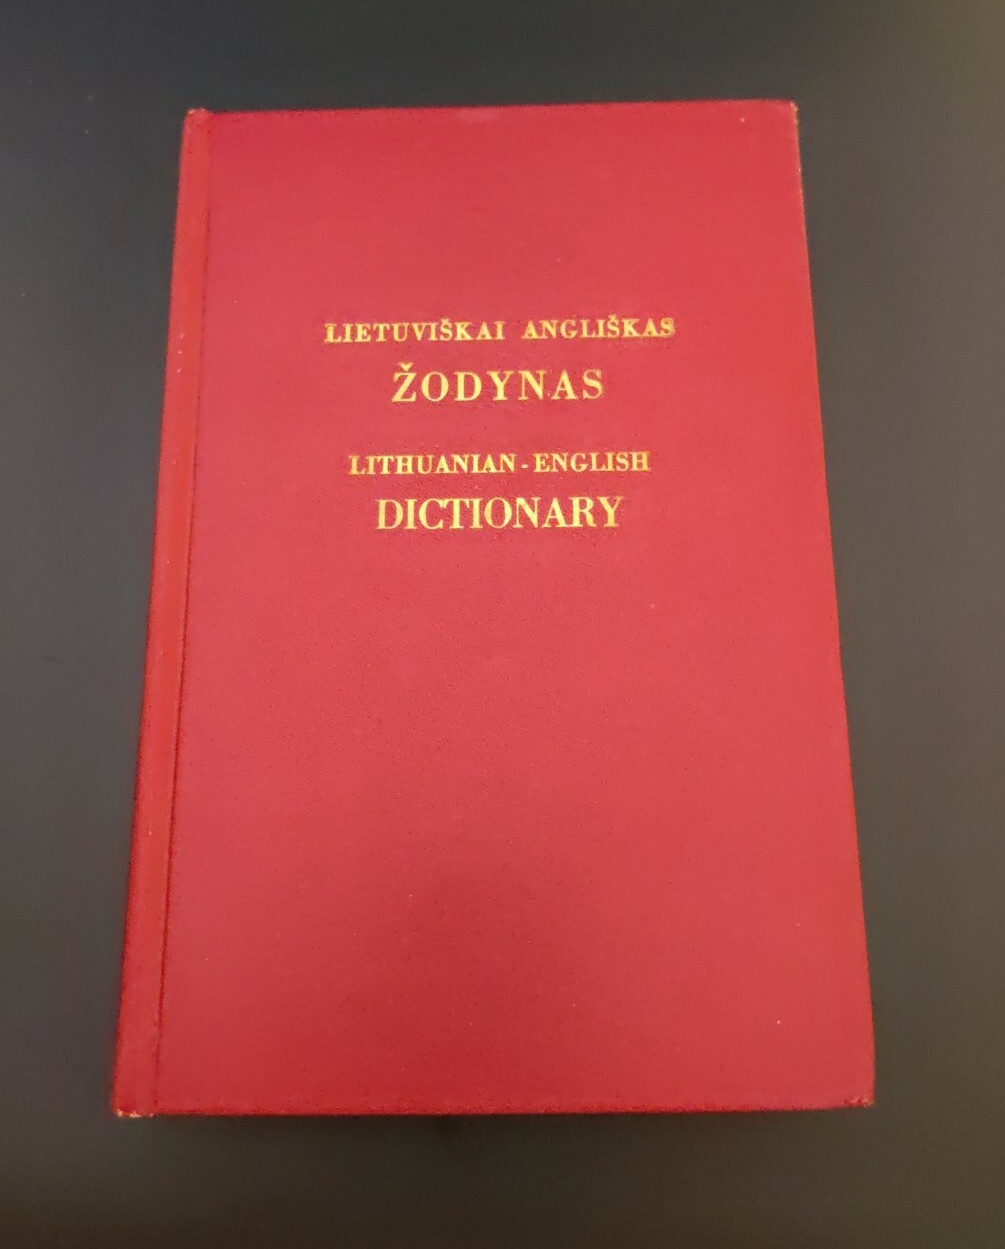 LIETUVIŠKAI ANGLIŠKAS
ŽODYNAS
LITHUANIAN - ENGLISH
DICTIONARY